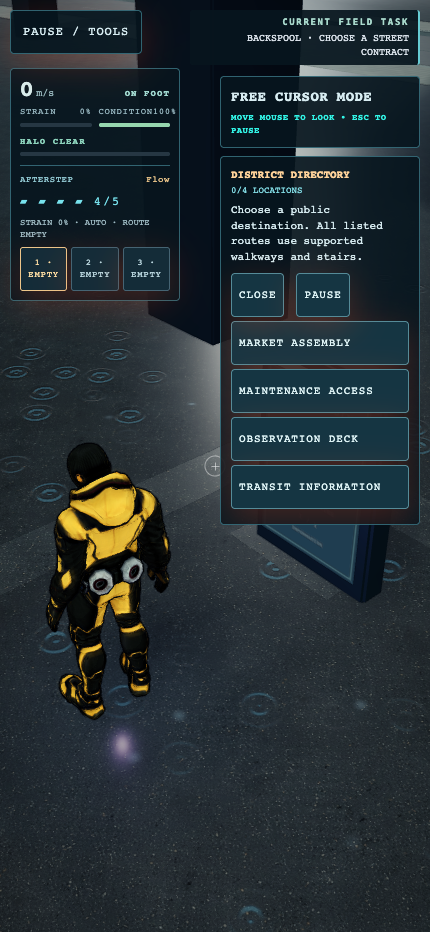 PAUSE / TOOLS
CURRENT FIELD TASK
BACKSPOOL · CHOOSE A STREET
CONTRACT
0 m/s ON FOOT
STRAIN 0% CONDITION 100%
HALO CLEAR
AFTERSTEP Flow
4/5
STRAIN 0% · AUTO · ROUTE
EMPTY
1 ·
EMPTY
2 ·
EMPTY
3 ·
EMPTY
FREE CURSOR MODE
MOVE MOUSE TO LOOK · ESC TO
PAUSE
DISTRICT DIRECTORY
0/4 LOCATIONS
Choose a public
destination. All listed
routes use supported
walkways and stairs.
CLOSE PAUSE
MARKET ASSEMBLY
MAINTENANCE ACCESS
OBSERVATION DECK
TRANSIT INFORMATION